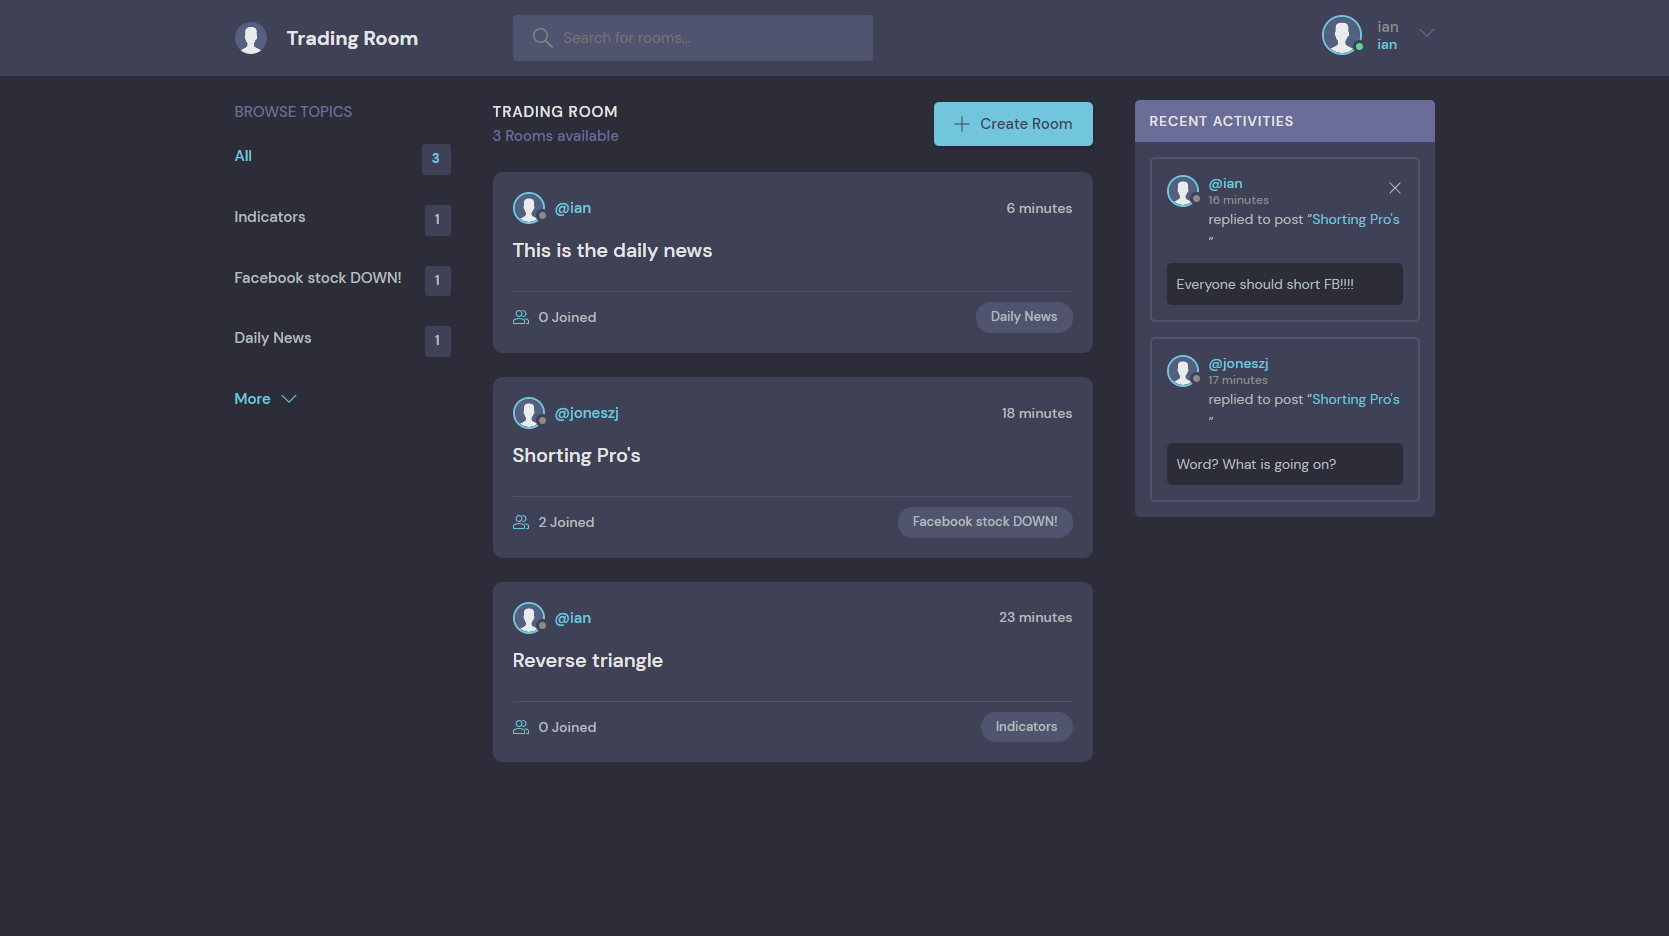 Trading Room
Search for rooms...
ian
ian
BROWSE TOPICS
All 3
Indicators 1
Facebook stock DOWN! 1
Daily News 1
More
TRADING ROOM
3 Rooms available
Create Room
@ian 6 minutes
This is the daily news
0 Joined Daily News
@joneszj 18 minutes
Shorting Pro's
2 Joined Facebook stock DOWN!
@ian 23 minutes
Reverse triangle
0 Joined Indicators
RECENT ACTIVITIES
@ian
16 minutes
replied to post “Shorting Pro's
”
Everyone should short FB!!!!
@joneszj
17 minutes
replied to post “Shorting Pro's
”
Word? What is going on?